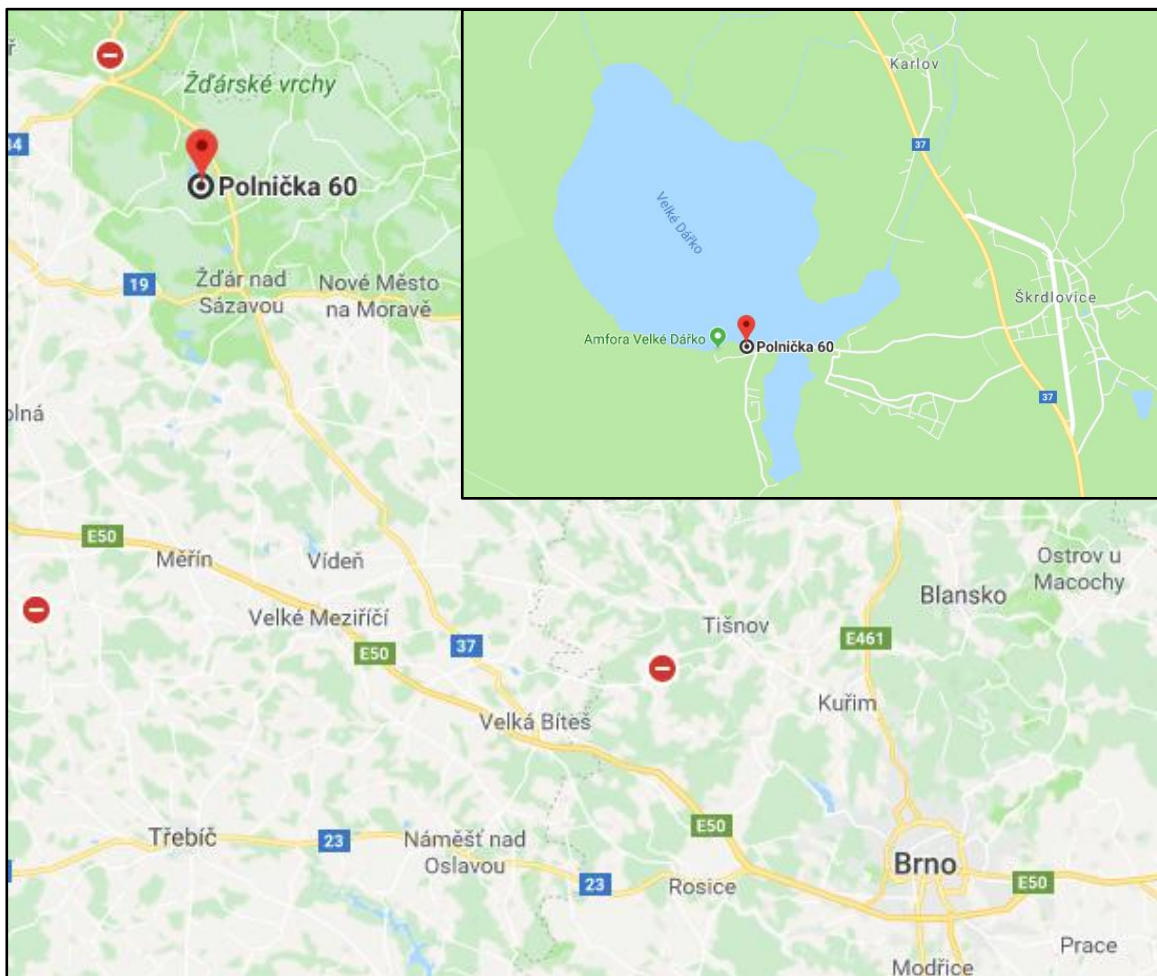 Žďárské vrchy
Polnička 60
19
Žďár nad
Sázavou
Nové Město
na Moravě
E50
Měřín
Vídeň
Velké Meziříčí
E50
37
Velká Bíteš
Třebíč
23
Náměšť nad
Oslavou
23
Rosice
E50
Tišnov
E461
Kuřim
Blansko
Ostrov u
Macochy
Brno
E50
Prace
Modřice
Karlov
37
Velké Dářko
Škrdlovice
Amfora Velké Dářko
Polnička 60
37